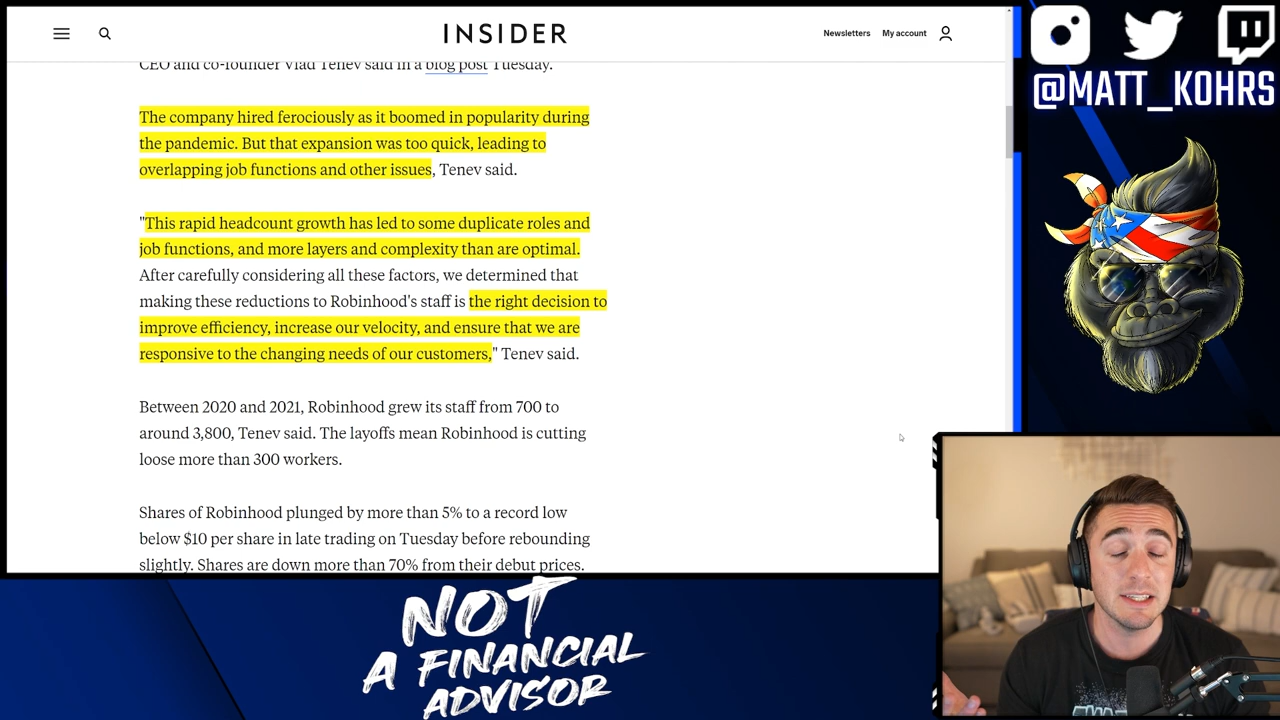 INSIDER
Newsletters My account
CEO and co-founder Vlad Tenev said in a blog post Tuesday.
The company hired ferociously as it boomed in popularity during
the pandemic. But that expansion was too quick, leading to
overlapping job functions and other issues, Tenev said.
"This rapid headcount growth has led to some duplicate roles and
job functions, and more layers and complexity than are optimal.
After carefully considering all these factors, we determined that
making these reductions to Robinhood's staff is the right decision to
improve efficiency, increase our velocity, and ensure that we are
responsive to the changing needs of our customers," Tenev said.
Between 2020 and 2021, Robinhood grew its staff from 700 to
around 3,800, Tenev said. The layoffs mean Robinhood is cutting
loose more than 300 workers.
Shares of Robinhood plunged by more than 5% to a record low
below $10 per share in late trading on Tuesday before rebounding
slightly. Shares are down more than 70% from their debut prices.
@MATT_KOHRS
NOT
A FINANCIAL
ADVISOR